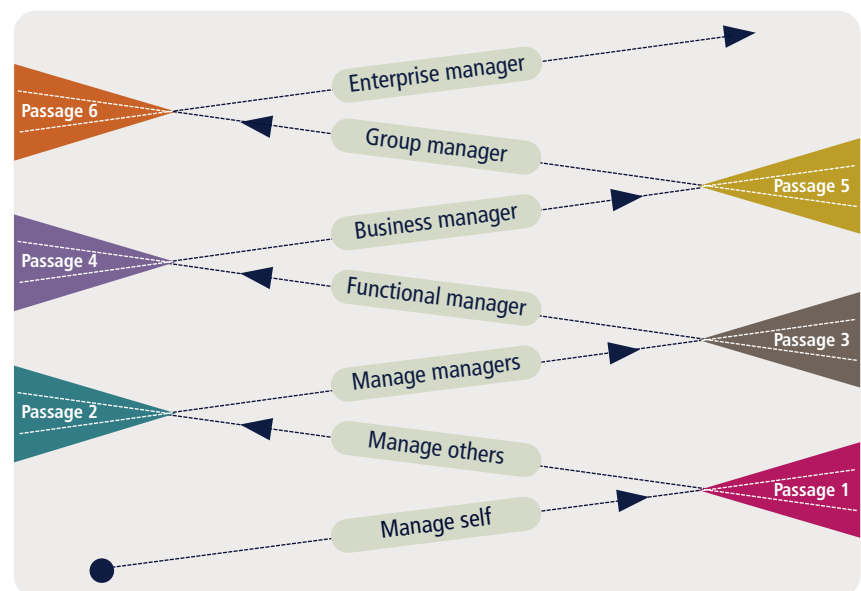 Enterprise manager
Passage 6
Group manager
Passage 5
Business manager
Passage 4
Functional manager
Passage 3
Manage managers
Passage 2
Manage others
Passage 1
Manage self